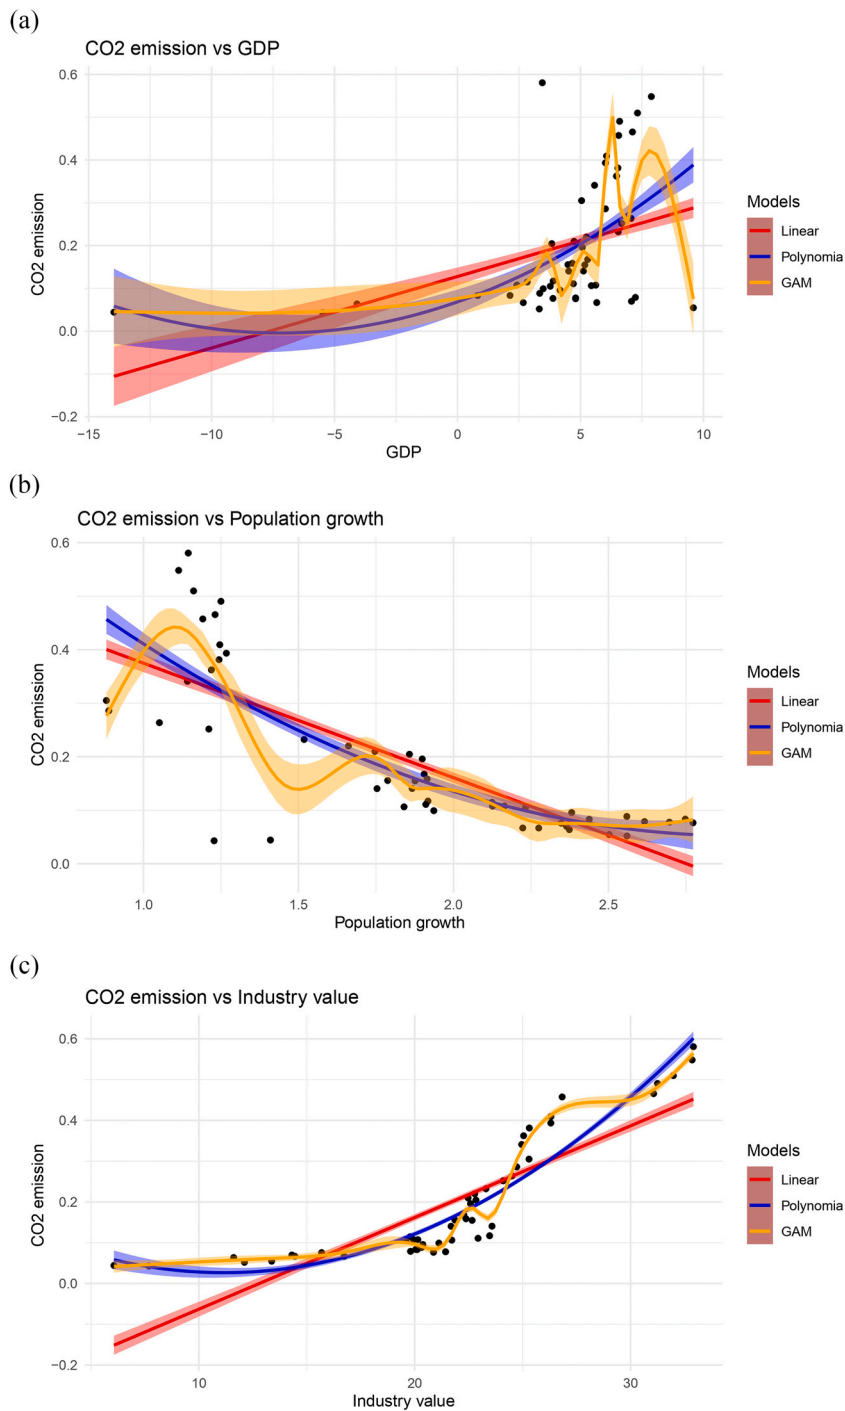 (a)
CO2 emission vs GDP
0.6
0.4
0.2
0.0
−0.2
CO2 emission
−15 −10 −5 0 5 10
GDP
Models
Linear
Polynomia
GAM
(b)
CO2 emission vs Population growth
0.6
0.4
0.2
0.0
CO2 emission
1.0 1.5 2.0 2.5
Population growth
Models
Linear
Polynomia
GAM
(c)
CO2 emission vs Industry value
0.6
0.4
0.2
0.0
−0.2
CO2 emission
10 20 30
Industry value
Models
Linear
Polynomia
GAM